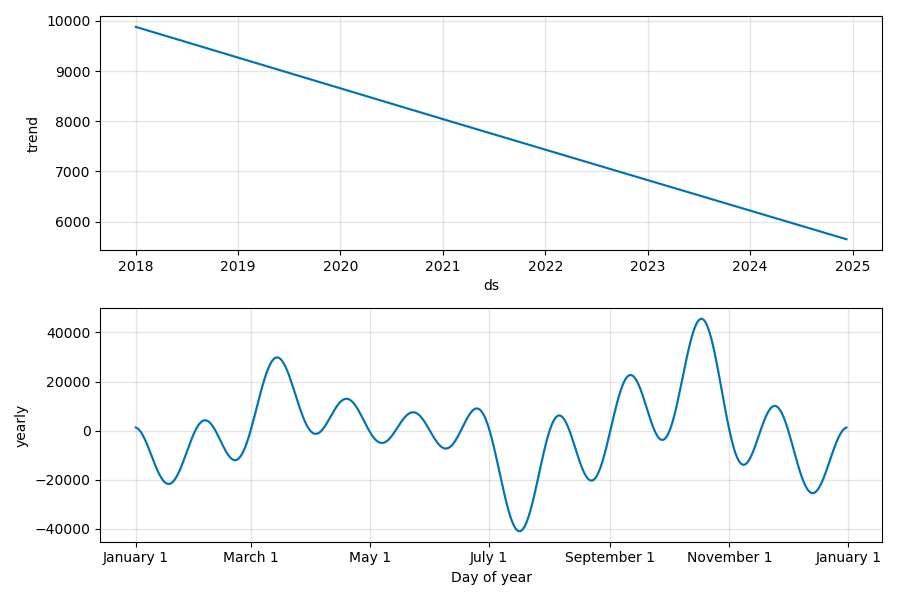 10000
9000
8000
7000
6000
trend
2018 2019 2020 2021 2022 2023 2024 2025
ds
40000
20000
0
−20000
−40000
yearly
January 1 March 1 May 1 July 1 September 1 November 1 January 1
Day of year